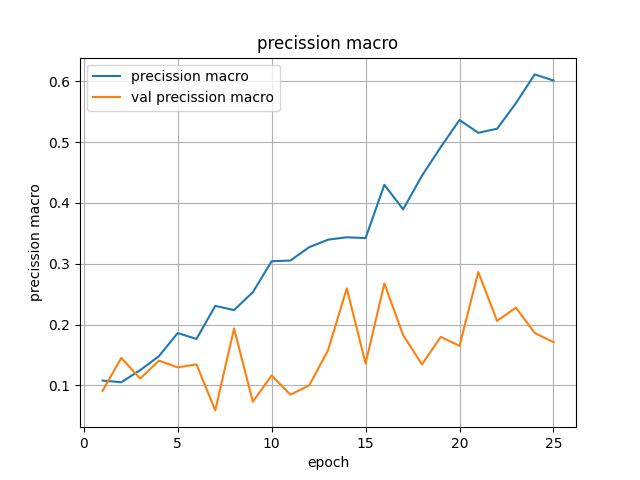 precission macro
precission macro
val precission macro
precission macro
0.6
0.5
0.4
0.3
0.2
0.1
0 5 10 15 20 25
epoch